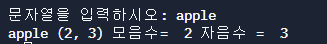 문자열을 입력하시오: apple
apple (2, 3) 모음수=  2 자음수 =  3